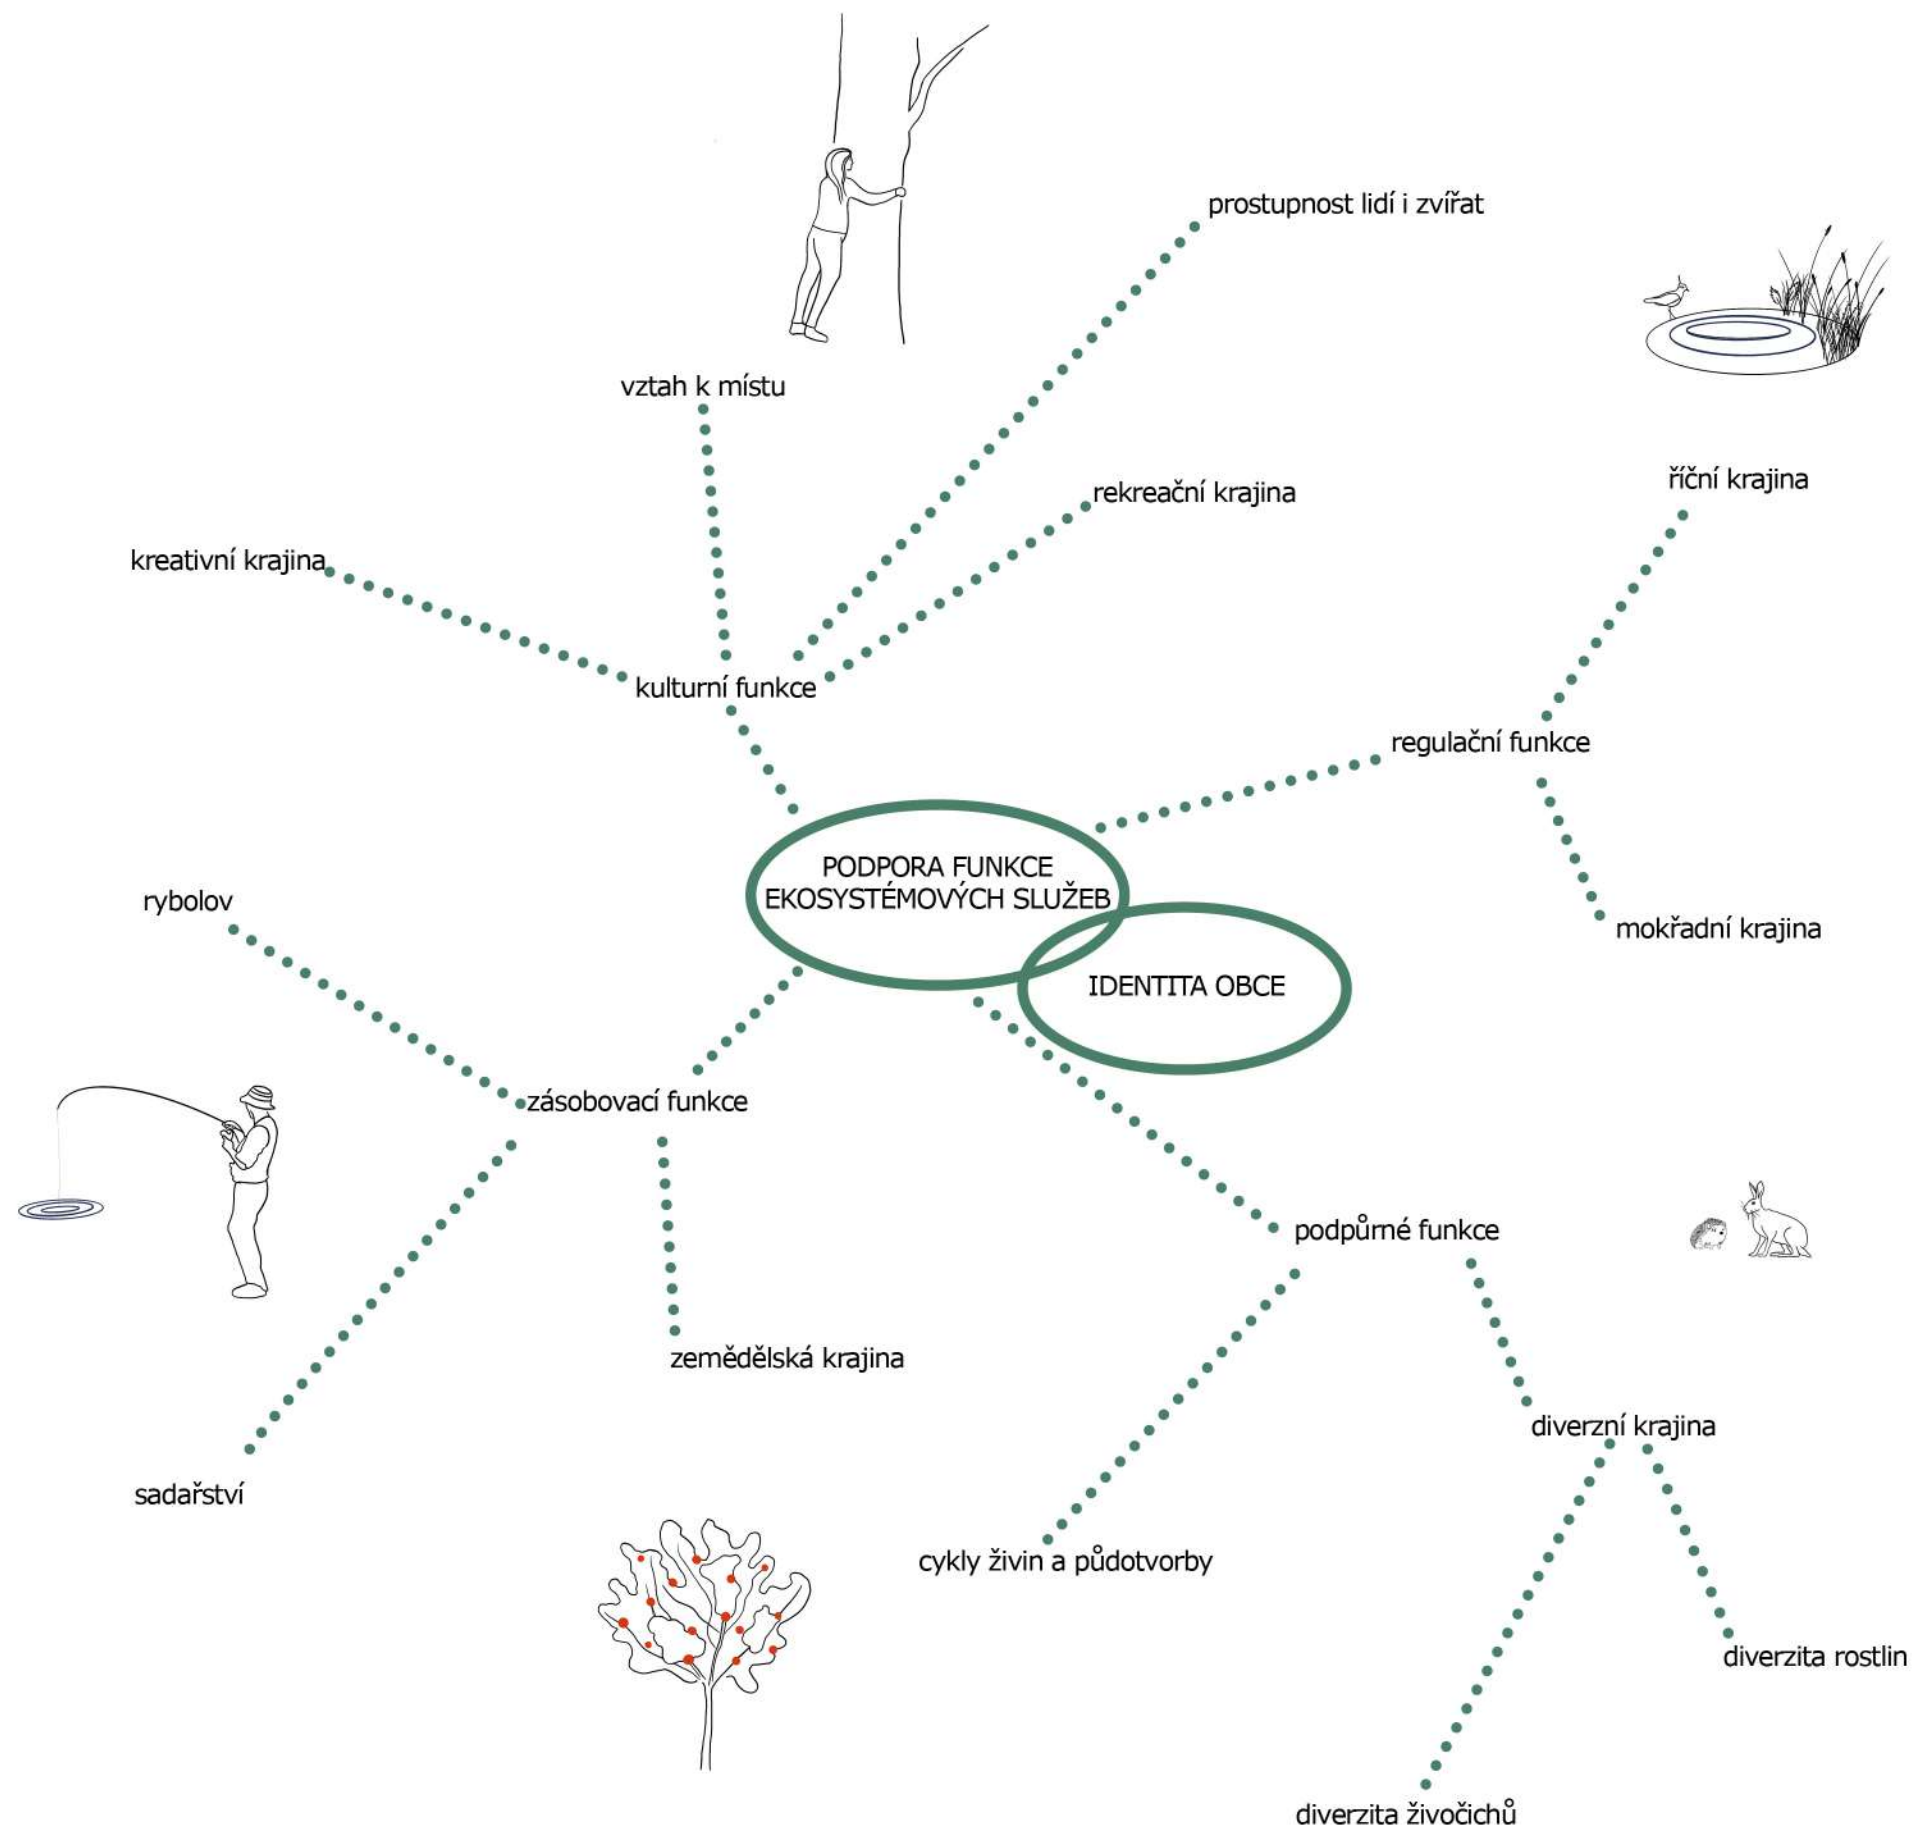 prostupnost lidí i zvířat
vztah k místu
říční krajina
rekreační krajina
kreativní krajina
kulturní funkce
regulační funkce
PODPORA FUNKCE
EKOSYSTÉMOVÝCH SLUŽEB
rybolov
mokřadní krajina
IDENTITA OBCE
zásobovací funkce
podpůrné funkce
zemědělská krajina
diverzní krajina
sadařství
cykly živin a půdotvorby
diverzita rostlin
diverzita živočichů